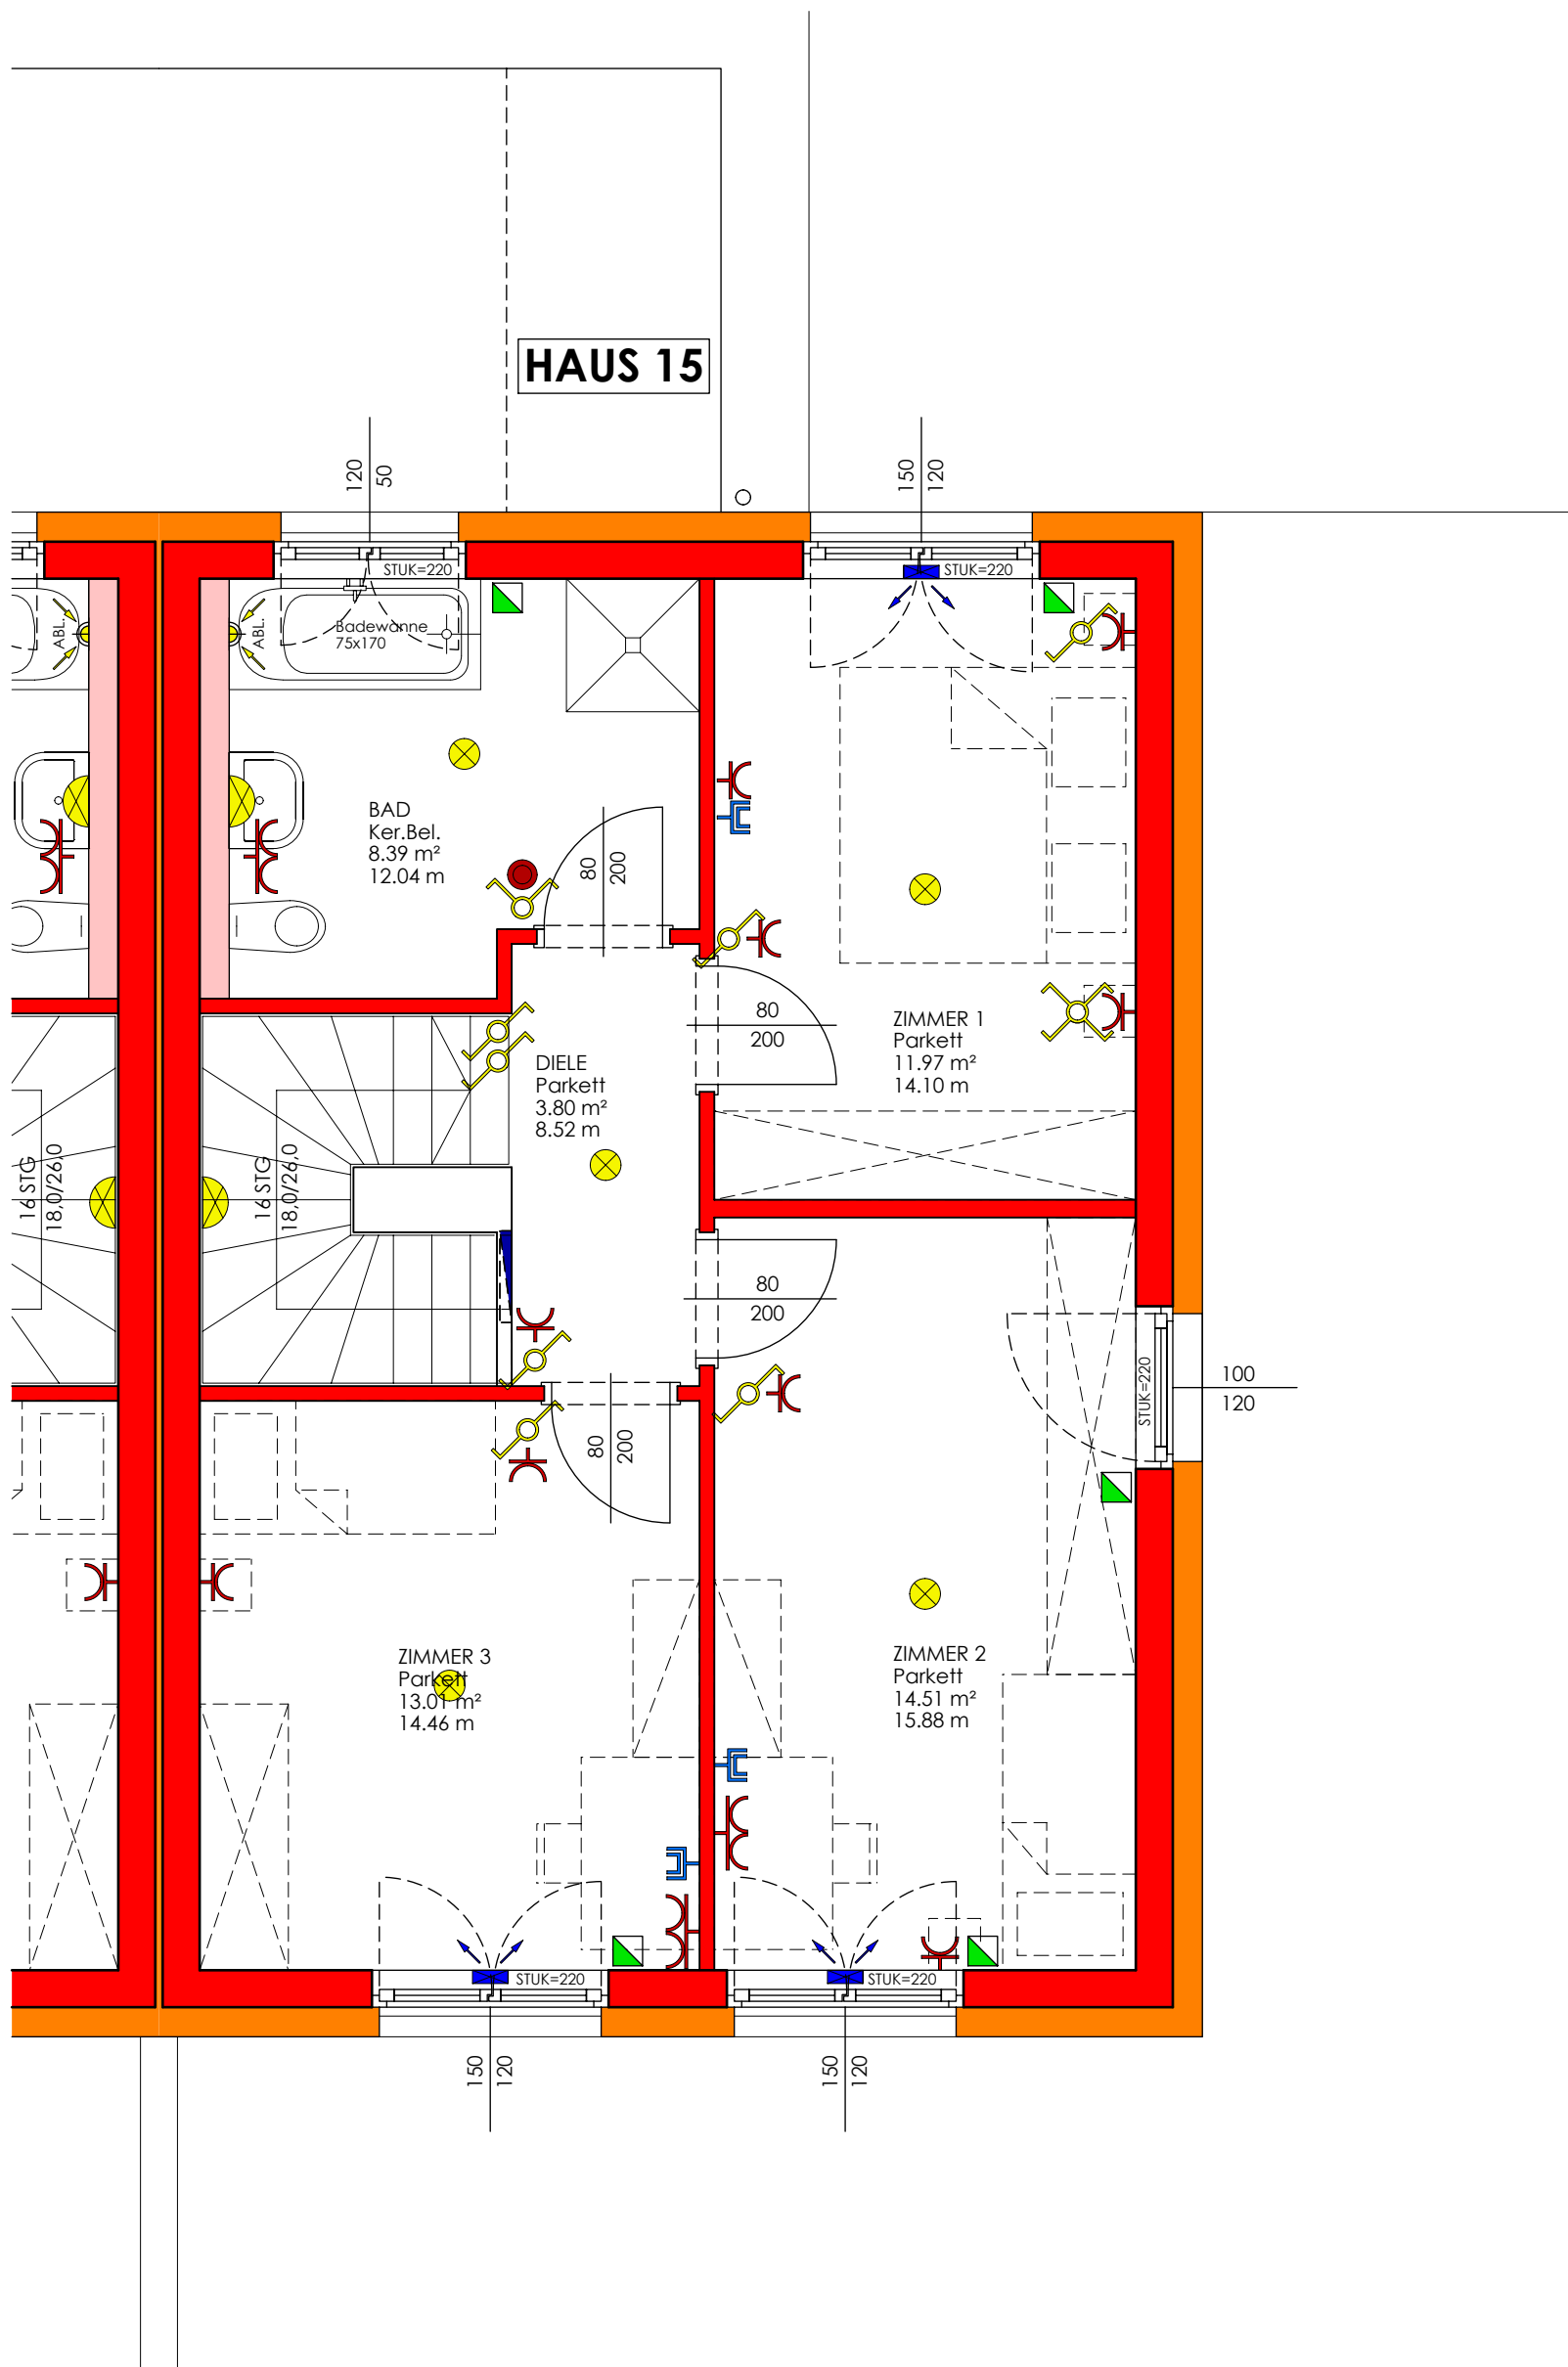 HAUS 15
120
50
150
120
STUK=220
STUK=220
ABL.
ABL.
Badewanne
75x170
BAD
Ker.Bel.
8.39 m²
12.04 m
80
200
ZIMMER 1
Parkett
11.97 m²
14.10 m
80
200
DIELE
Parkett
3.80 m²
8.52 m
16 STG
18,0/26,0
16 STG
18,0/26,0
80
200
STUK=220
100
120
80
200
ZIMMER 3
Parkett
13.01 m²
14.46 m
ZIMMER 2
Parkett
14.51 m²
15.88 m
STUK=220
STUK=220
150
120
150
120